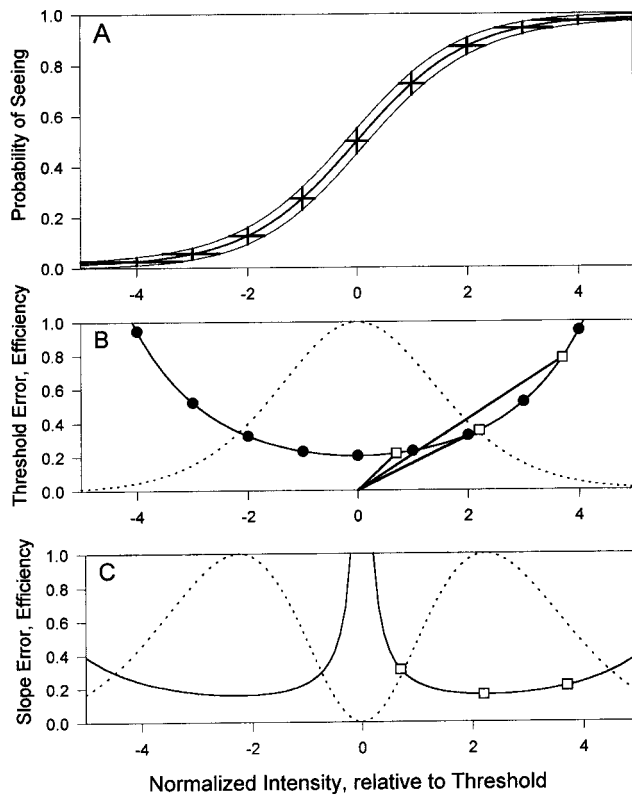 A
Probability of Seeing
1.0
0.8
0.6
0.4
0.2
0.0
-4 -2 0 2 4
B
Threshold Error, Efficiency
1.0
0.8
0.6
0.4
0.2
0.0
-4 -2 0 2 4
C
Slope Error, Efficiency
1.0
0.8
0.6
0.4
0.2
0.0
-4 -2 0 2 4
Normalized Intensity, relative to Threshold